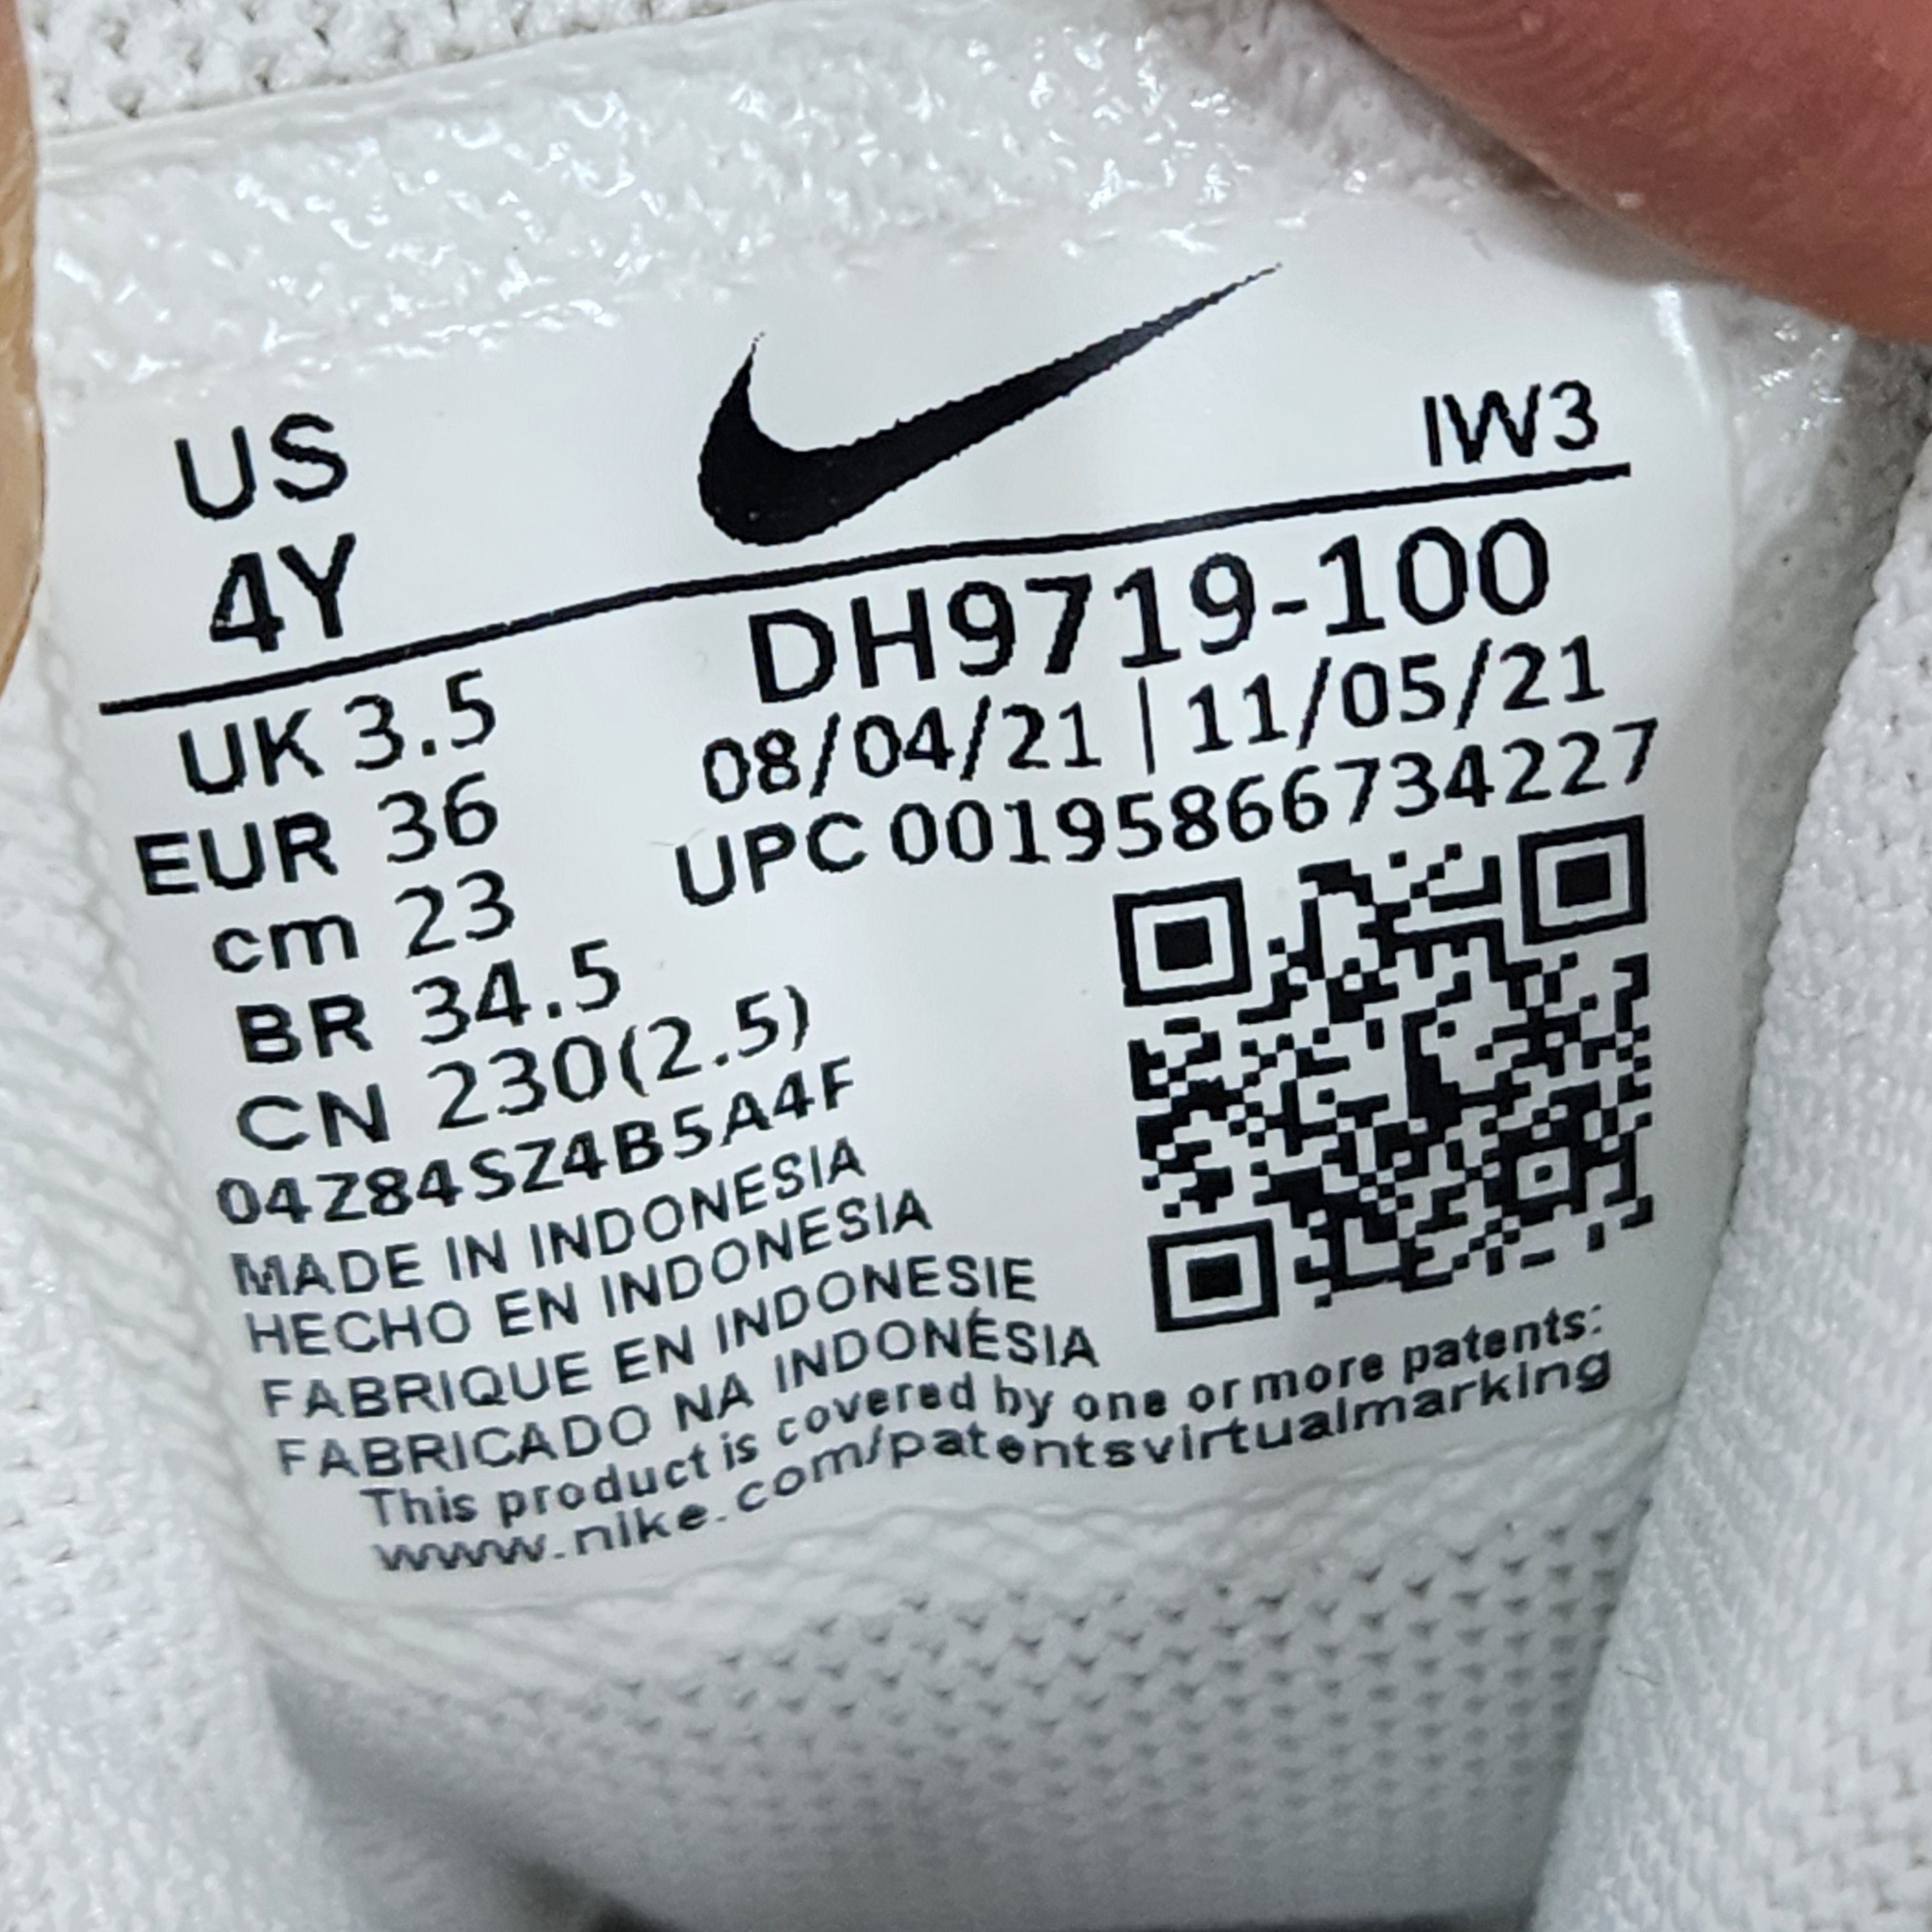 US
4Y
IW3
UK 3.5
EUR 36
cm 23
BR 34.5
CN 230(2.5)
04Z84SZ4B5A4F
DH9719-100
08/04/21 | 11/05/21
UPC 00195866734227
MADE IN INDONESIA
HECHO EN INDONESIA
FABRIQUE EN INDONESIE
FABRICADO NA INDONÉSIA
This product is covered by one or more patents:
www.nike.com/patentsvirtualmarking